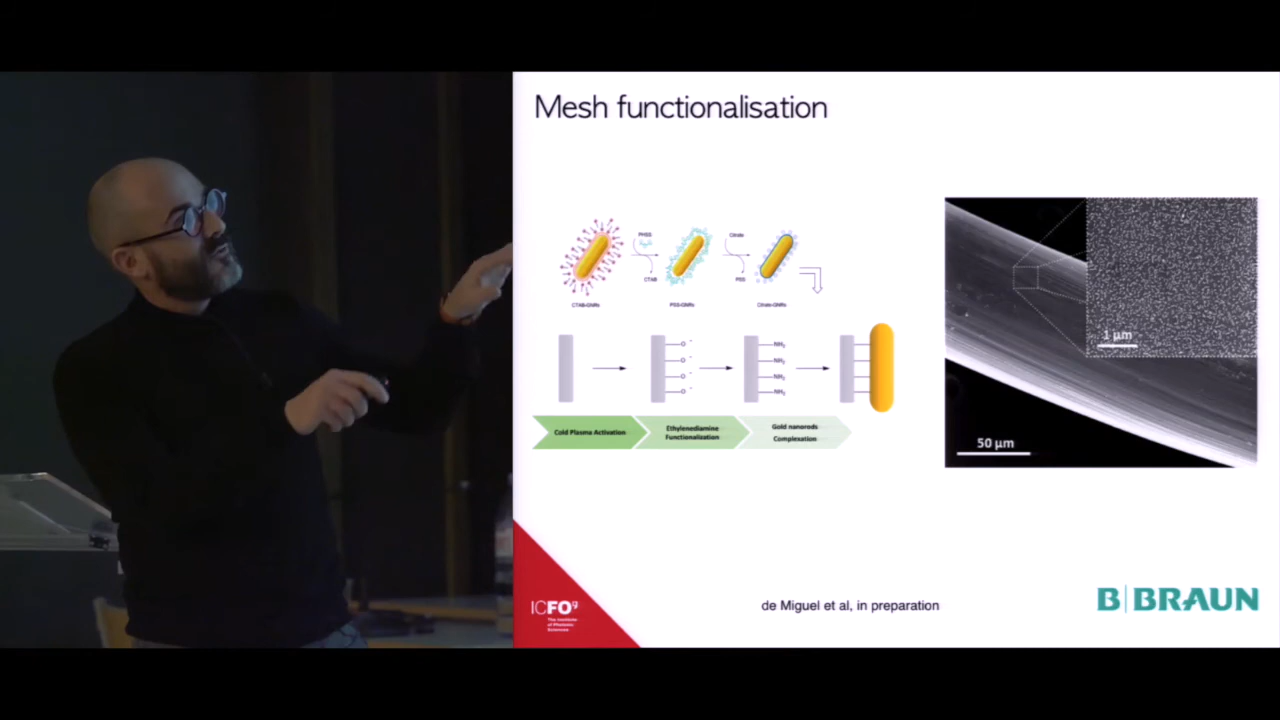 Mesh functionalisation
PHSS
Citrate
CTAB
PSS
CTAB-GNRs
PSS-GNRs
Citrate-GNRs
O -
O -
O -
O -
NH2
NH2
NH2
NH2
Cold Plasma Activation
Ethylenediamine
Functionalization
Gold nanorods
Complexation
1 µm
50 µm
ICFO9
The Institute
of Photonic
Sciences
de Miguel et al, in preparation
B|BRAUN